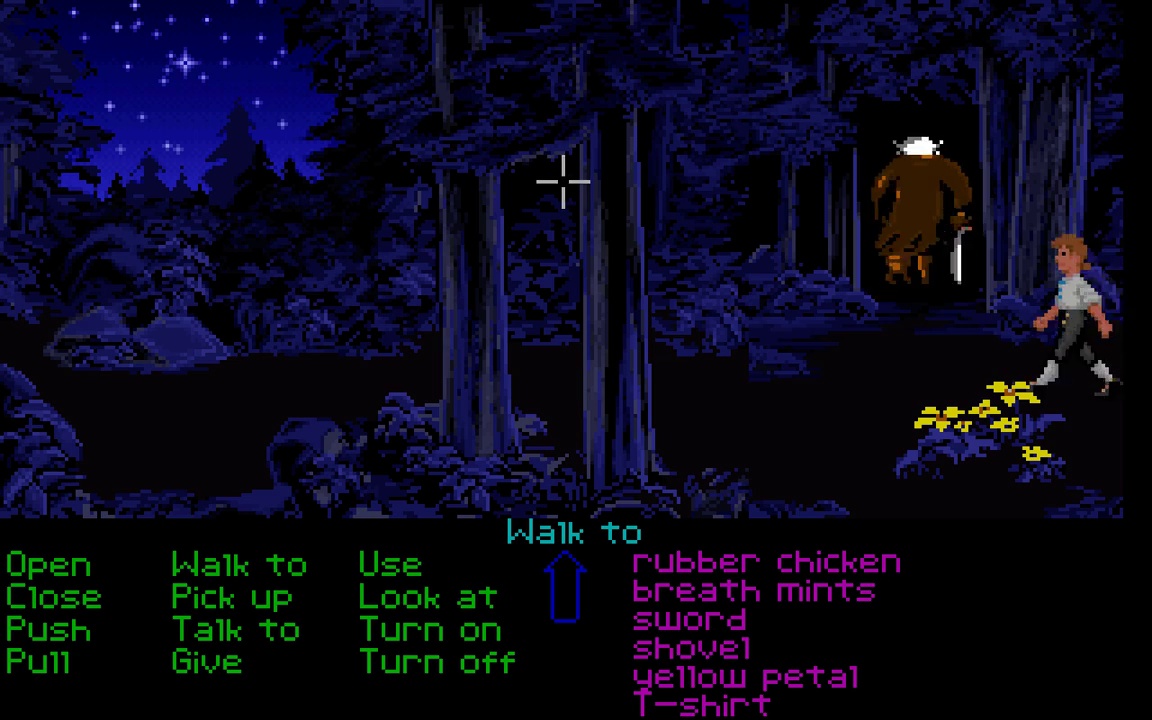 Walk to
Open Walk to Use
Close Pick up Look at
Push Talk to Turn on
Pull Give Turn off
rubber chicken
breath mints
sword
shovel
yellow petal
T-shirt